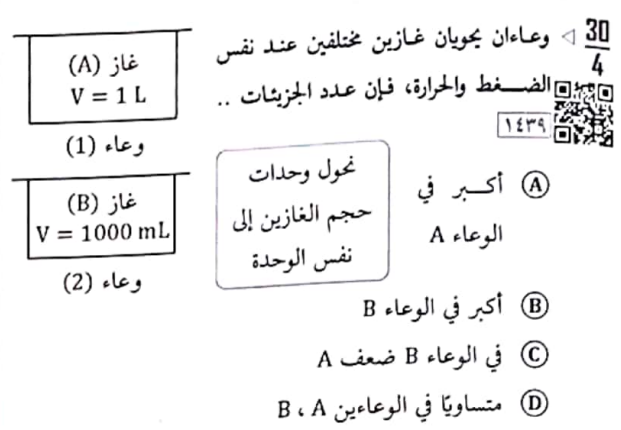 30
4
◁ وعاءان يحويان غازين مختلفين عند نفس
الضغط والحرارة، فإن عدد الجزيئات ..
١٤٣٩
غاز (A)
V = 1 L
وعاء (1)
غاز (B)
V = 1000 mL
وعاء (2)
نحول وحدات
حجم الغازين إلى
نفس الوحدة
Ⓐ أكبر في
الوعاء A
Ⓑ أكبر في الوعاء B
Ⓒ في الوعاء B ضعف A
Ⓓ متساويًا في الوعاءين A ، B